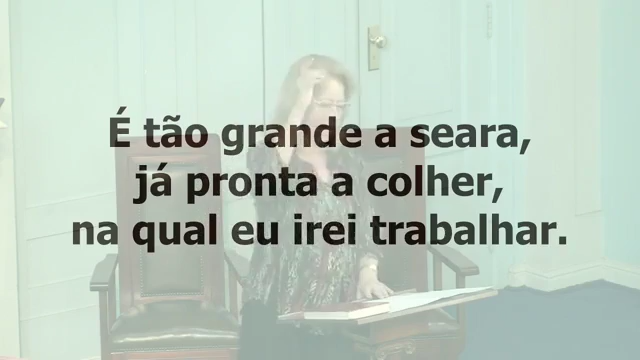 É tão grande a seara,
já pronta a colher,
na qual eu irei trabalhar.